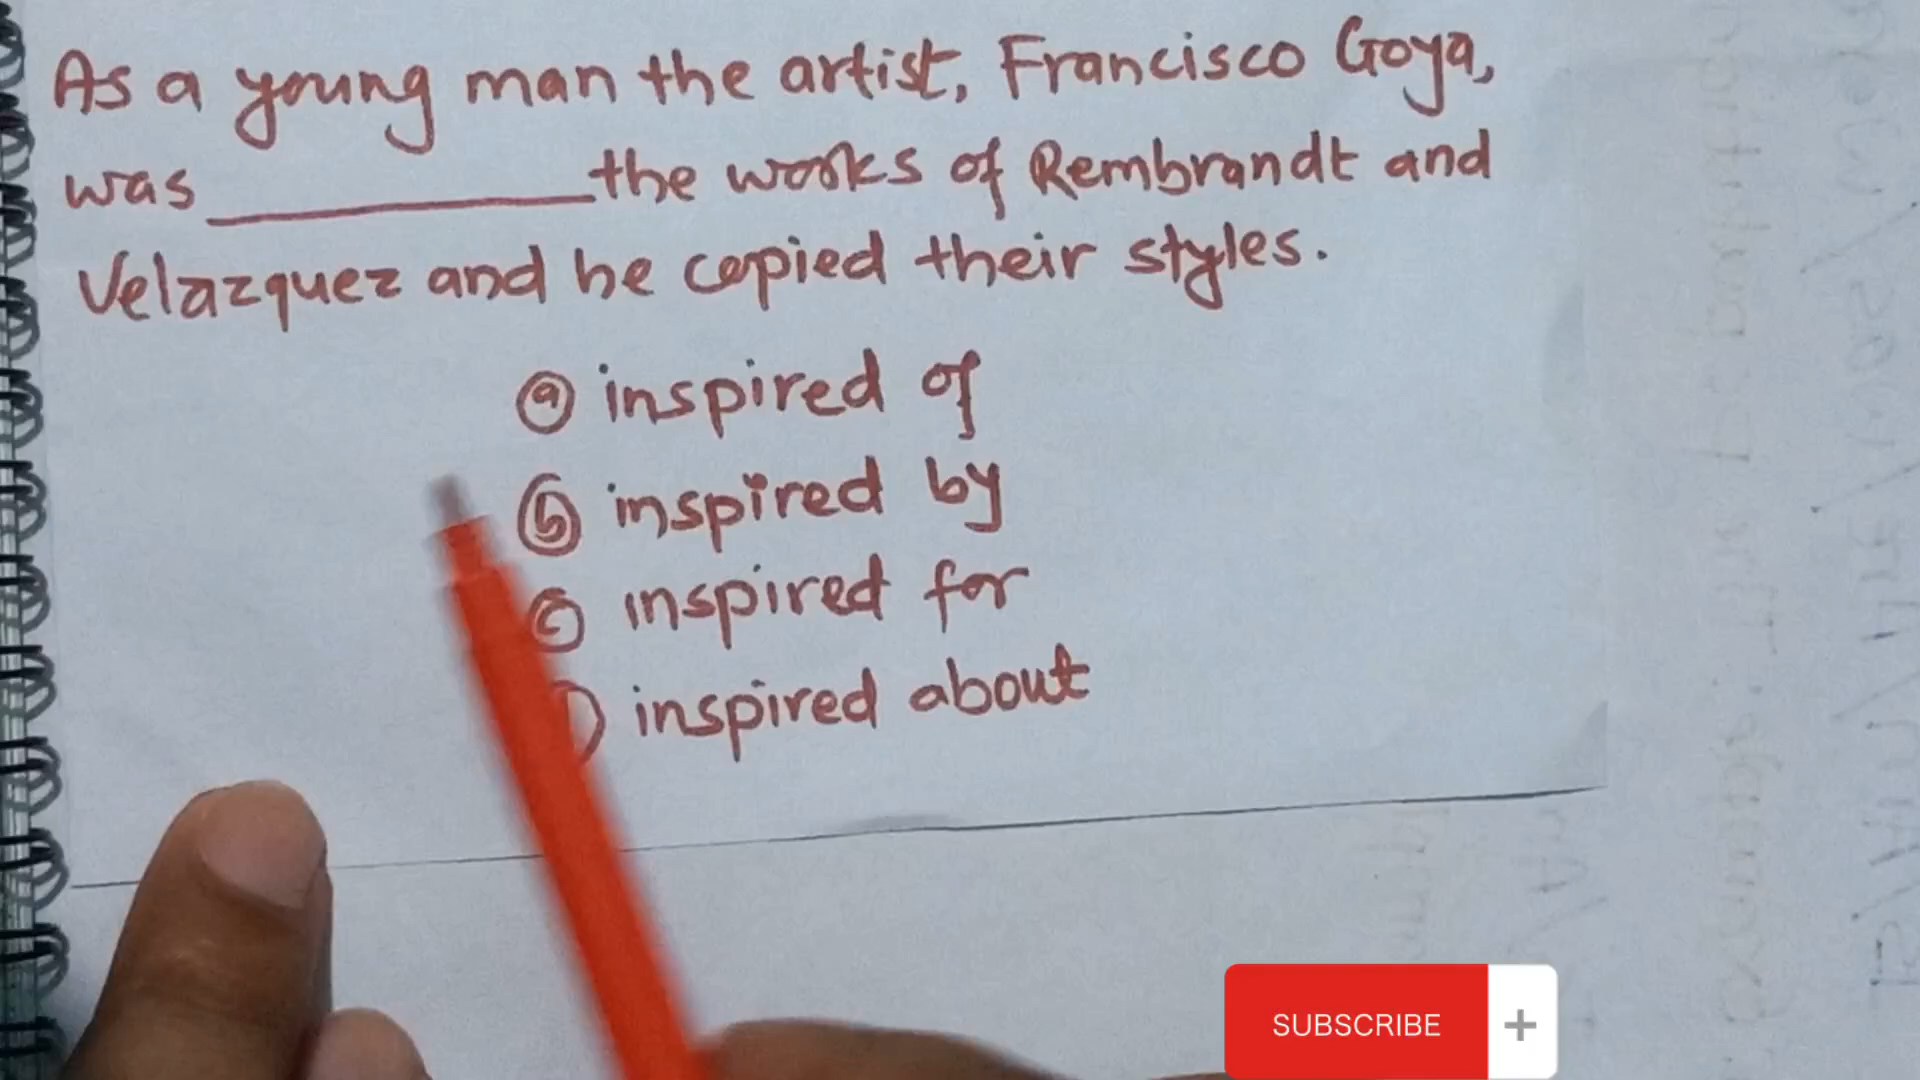 As a young man the artist, Francisco Goya,
was __________ the works of Rembrandt and
Velazquez and he copied their styles.
ⓐ inspired of
ⓑ inspired by
ⓒ inspired for
inspired about
SUBSCRIBE +